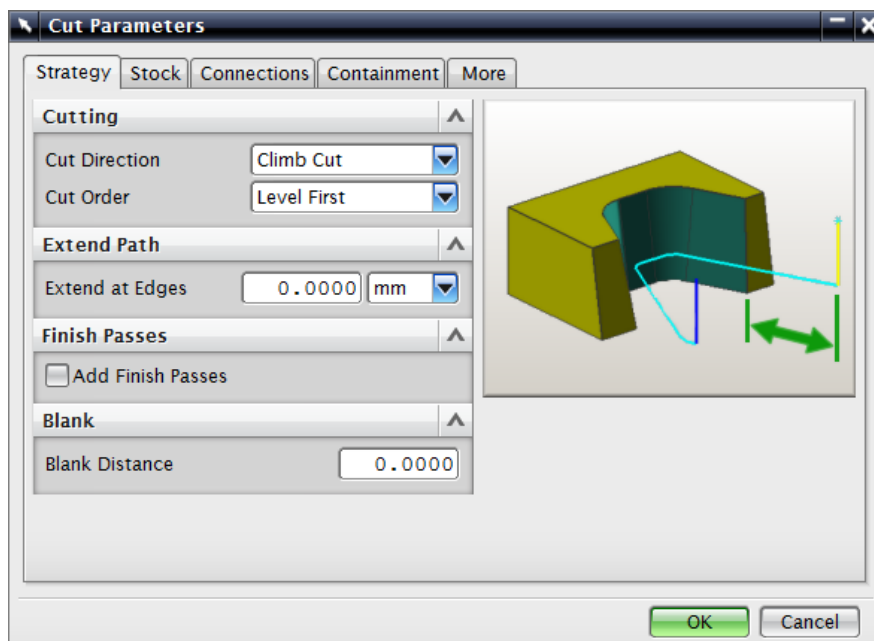 Cut Parameters
Strategy Stock Connections Containment More
Cutting
Cut Direction Climb Cut
Cut Order Level First
Extend Path
Extend at Edges 0.0000 mm
Finish Passes
Add Finish Passes
Blank
Blank Distance 0.0000
OK Cancel